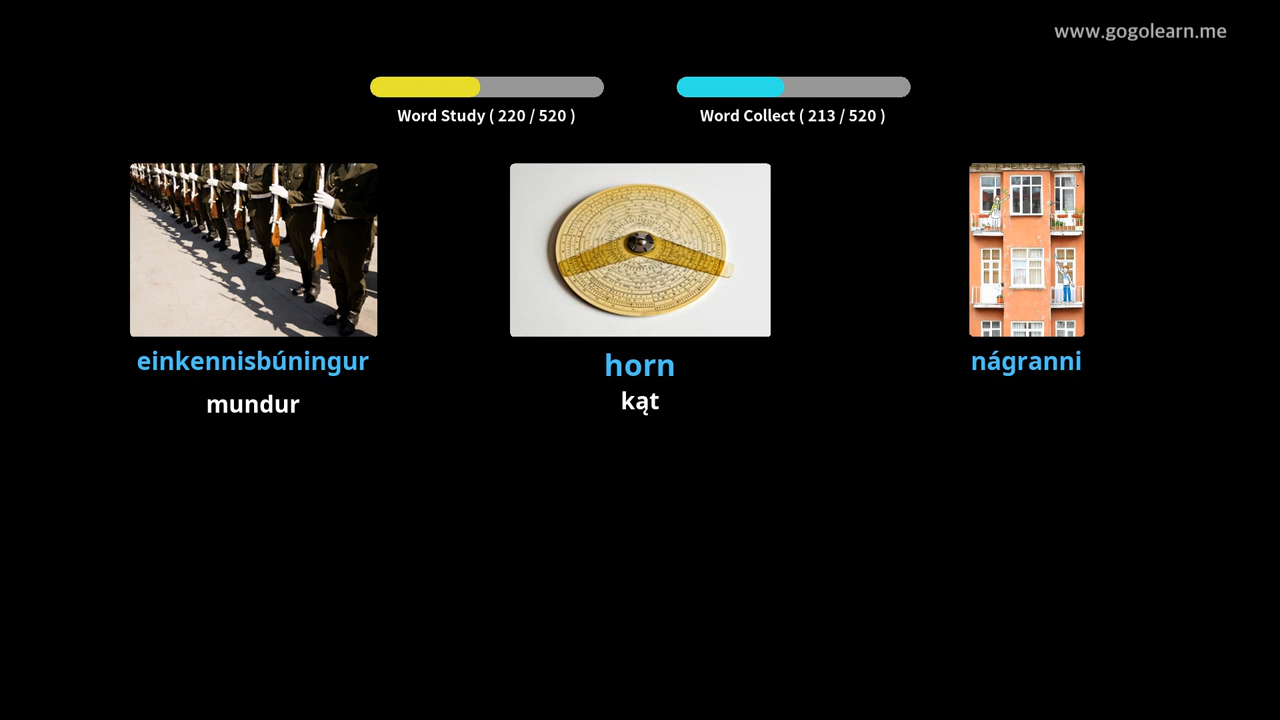 www.gogolearn.me
Word Study ( 220 / 520 )
Word Collect ( 213 / 520 )
einkennisbúningur
mundur
horn
kąt
nágranni